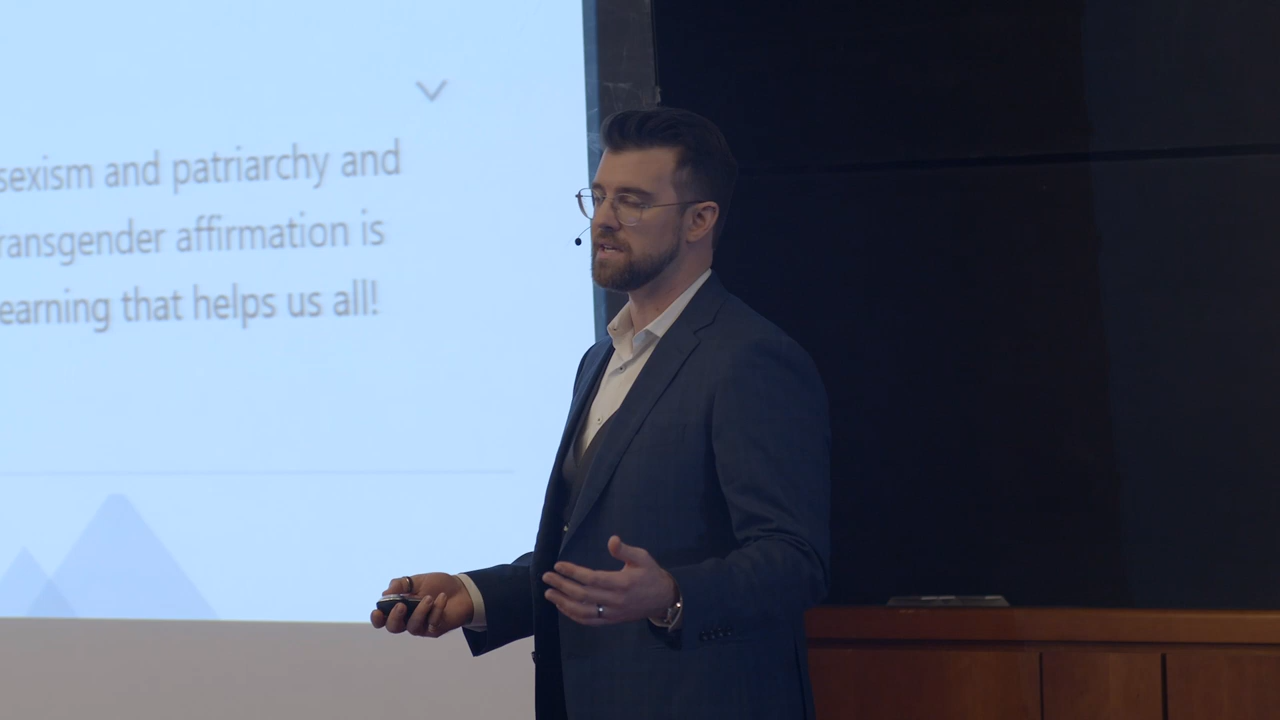 sexism and patriarchy and
ransgender affirmation is
earning that helps us all!